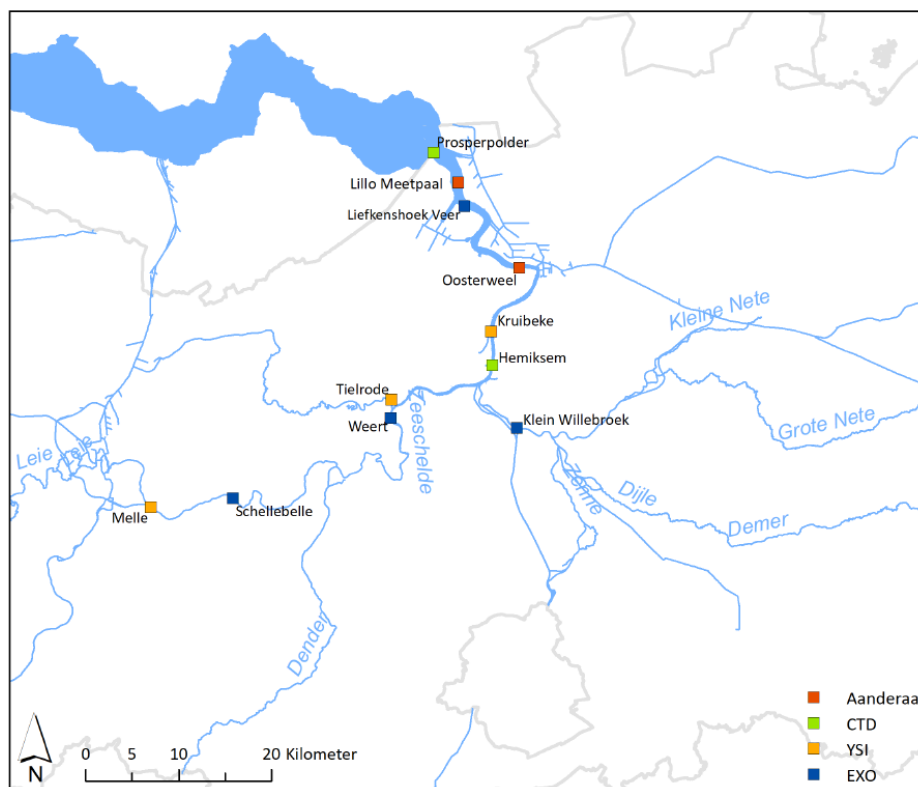 Prosperpolder
Lillo Meetpaal
Liefkenshoek Veer
Oosterweel
Kruibeke
Kleine Nete
Hemiksem
Tielrode
Weert
Zeeschelde
Klein Willebroek
Grote Nete
Leie
Leie
Melle
Schellebelle
Zenne
Dijle
Demer
Dender
Aanderaa
CTD
YSI
EXO
N
0 5 10 20 Kilometer